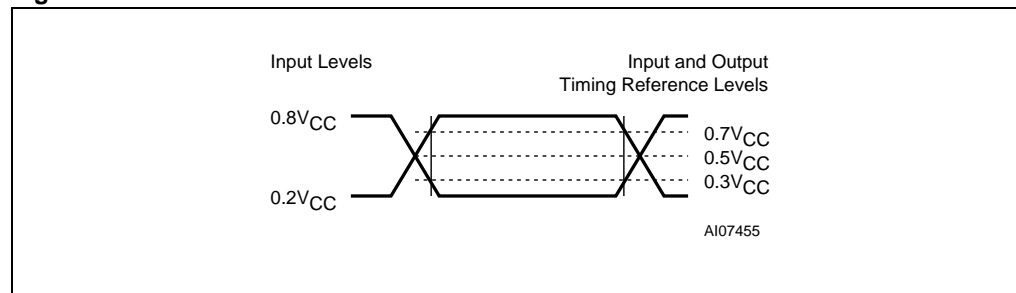 Input Levels
Input and Output
Timing Reference Levels
0.8VCC
0.7VCC
0.5VCC
0.3VCC
0.2VCC
AI07455